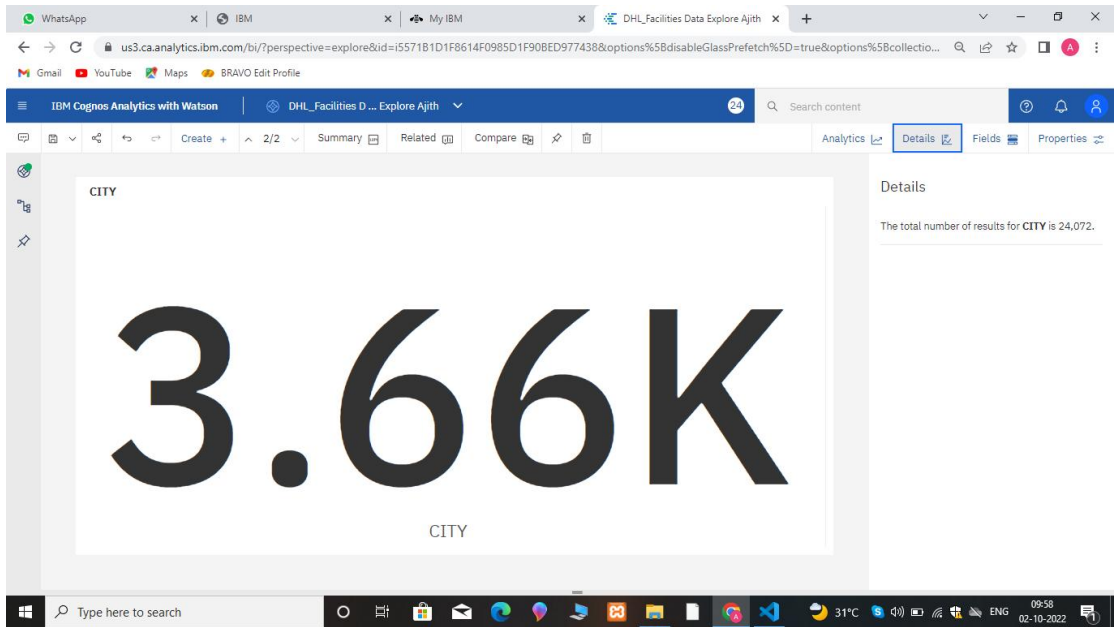 WhatsApp
IBM
My IBM
DHL_Facilities Data Explore Ajith
us3.ca.analytics.ibm.com/bi/?perspective=explore&id=i5571B1D1F8614F0985D1F90BED977438&options%5BdisableGlassPrefetch%5D=true&options%5Bcollectio...
Gmail YouTube Maps BRAVO Edit Profile
IBM Cognos Analytics with Watson DHL_Facilities D ... Explore Ajith 24 Search content
Create + 2/2 Summary Related Compare Analytics Details Fields Properties
CITY
3.66K
CITY
Details
The total number of results for CITY is 24,072.
Type here to search
31°C ENG 09:58
02-10-2022